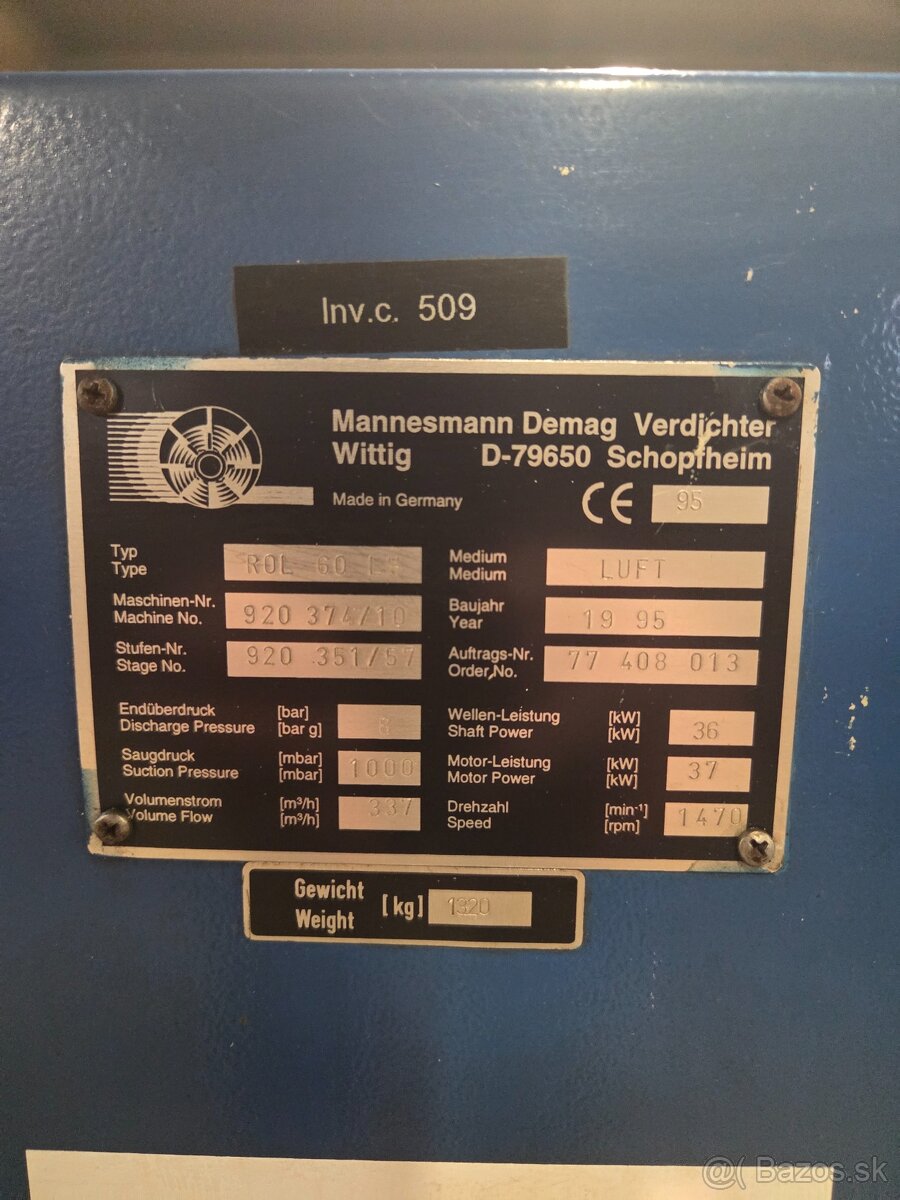 Inv.c. 509
Mannesmann Demag Verdichter
Wittig D-79650 Schopfheim
Made in Germany CE 95
Typ
Type ROL 60
Medium
Medium LUFT
Maschinen-Nr.
Machine No. 920 374/10
Baujahr
Year 19 95
Stufen-Nr.
Stage No. 920 351/57
Auftrags-Nr.
Order.No. 77 408 013
Endüberdruck [bar]
Discharge Pressure [bar g] 8
Wellen-Leistung [kW]
Shaft Power [kW] 36
Saugdruck [mbar]
Suction Pressure [mbar] 1000
Motor-Leistung [kW]
Motor Power [kW] 37
Volumenstrom [m³/h]
Volume Flow [m³/h] 337
Drehzahl [min⁻¹]
Speed [rpm] 1470
Gewicht
Weight [kg] 1320
@( Bazos.sk